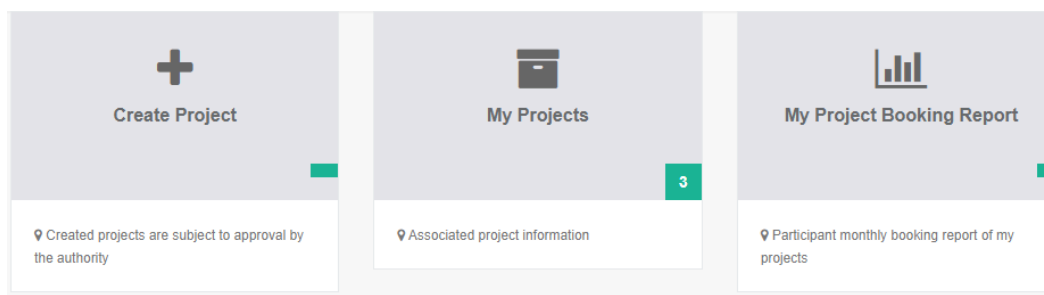 Create Project
My Projects
My Project Booking Report
3
Created projects are subject to approval by
the authority
Associated project information
Participant monthly booking report of my
projects